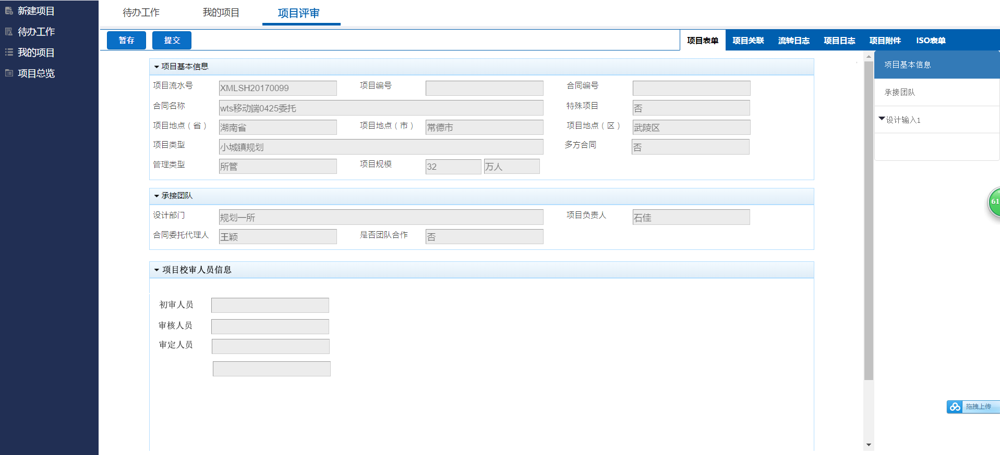 新建项目
待办工作
我的项目
项目总览
待办工作 我的项目 项目评审
暂存 提交 项目表单 项目关联 流转日志 项目日志 项目附件 ISO表单
项目基本信息
项目流水号 XMLSH20170099 项目编号 合同编号
合同名称 wts移动端0425委托 特殊项目 否
项目地点（省） 湖南省 项目地点（市） 常德市 项目地点（区） 武陵区
项目类型 小城镇规划 多方合同 否
管理类型 所管 项目规模 32 万人
承接团队
设计部门 规划一所 项目负责人 石佳
合同委托代理人 王颖 是否团队合作 否
项目校审人员信息
初审人员
审核人员
审定人员
项目基本信息
承接团队
设计输入1
61
拖拽上传